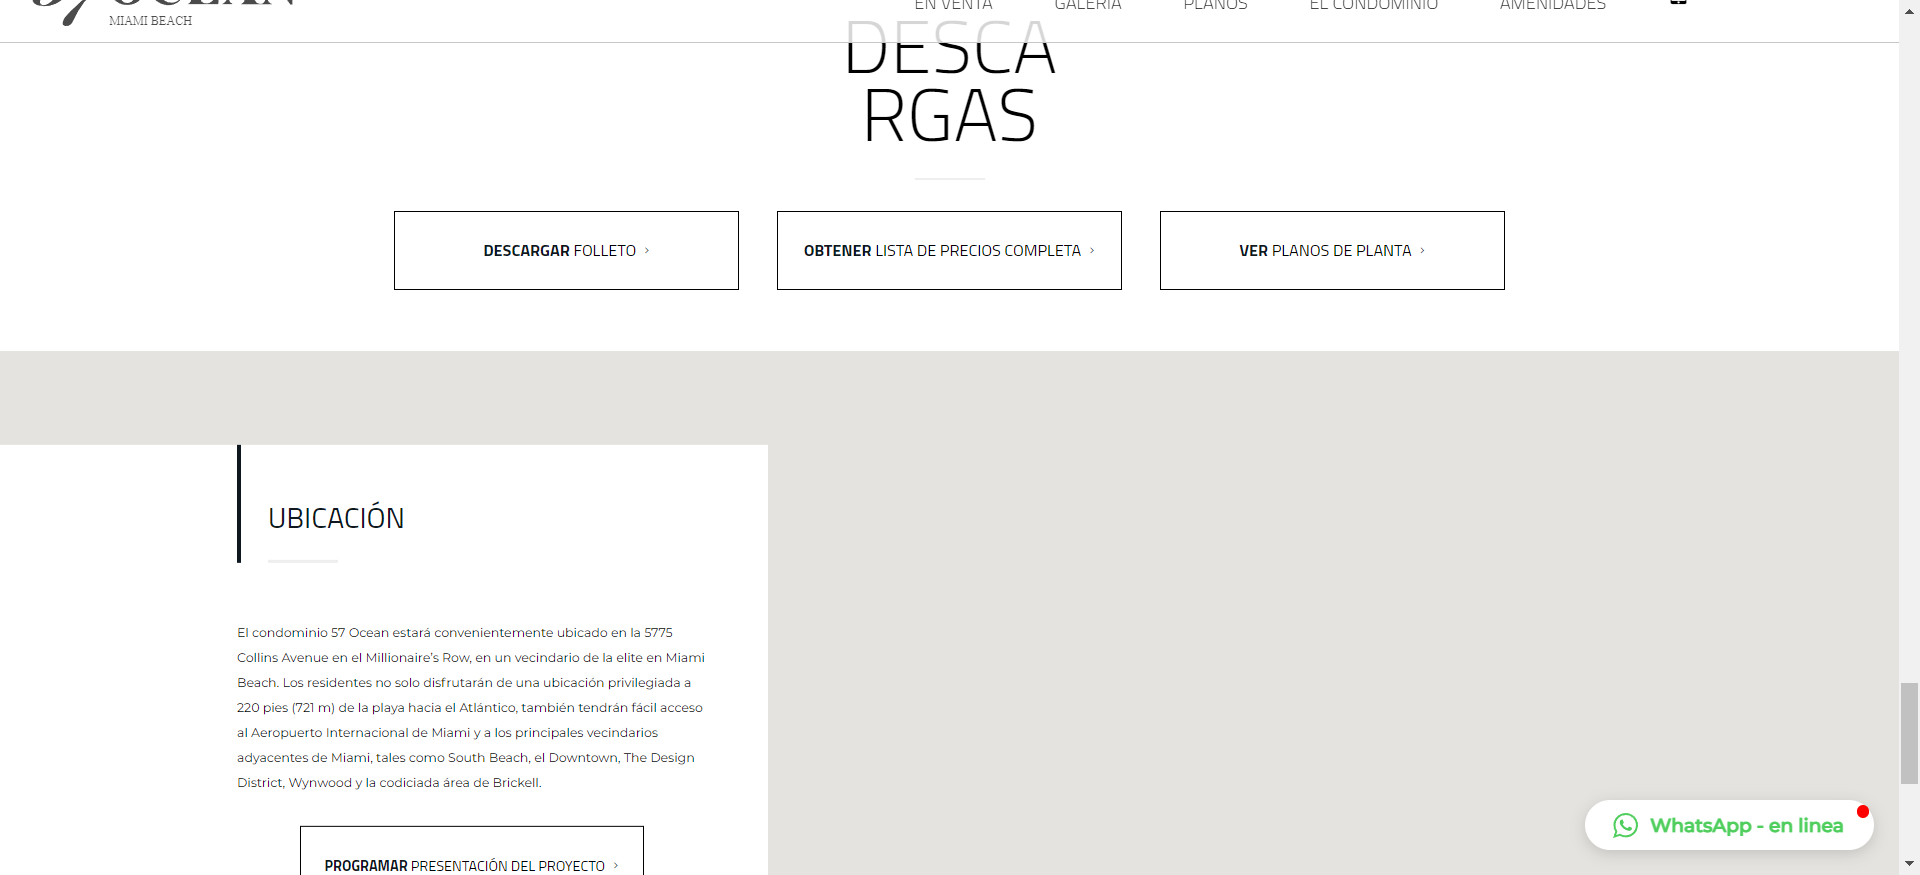 MIAMI BEACH
EN VENTA GALERÍA PLANOS EL CONDOMINIO AMENIDADES
DESCA
RGAS
DESCARGAR FOLLETO ›
OBTENER LISTA DE PRECIOS COMPLETA ›
VER PLANOS DE PLANTA ›
UBICACIÓN
El condominio 57 Ocean estará convenientemente ubicado en la 5775
Collins Avenue en el Millionaire’s Row, en un vecindario de la elite en Miami
Beach. Los residentes no solo disfrutarán de una ubicación privilegiada a
220 pies (721 m) de la playa hacia el Atlántico, también tendrán fácil acceso
al Aeropuerto Internacional de Miami y a los principales vecindarios
adyacentes de Miami, tales como South Beach, el Downtown, The Design
District, Wynwood y la codiciada área de Brickell.
PROGRAMAR PRESENTACIÓN DEL PROYECTO ›
WhatsApp - en linea